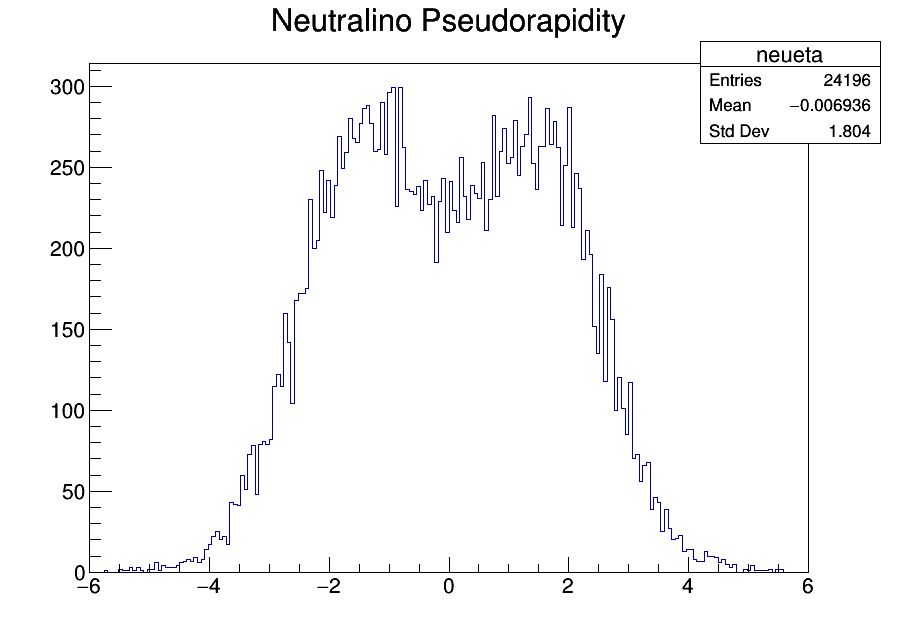 Neutralino Pseudorapidity
neueta
Entries 24196
Mean −0.006936
Std Dev 1.804
300
250
200
150
100
50
0
−6 −4 −2 0 2 4 6